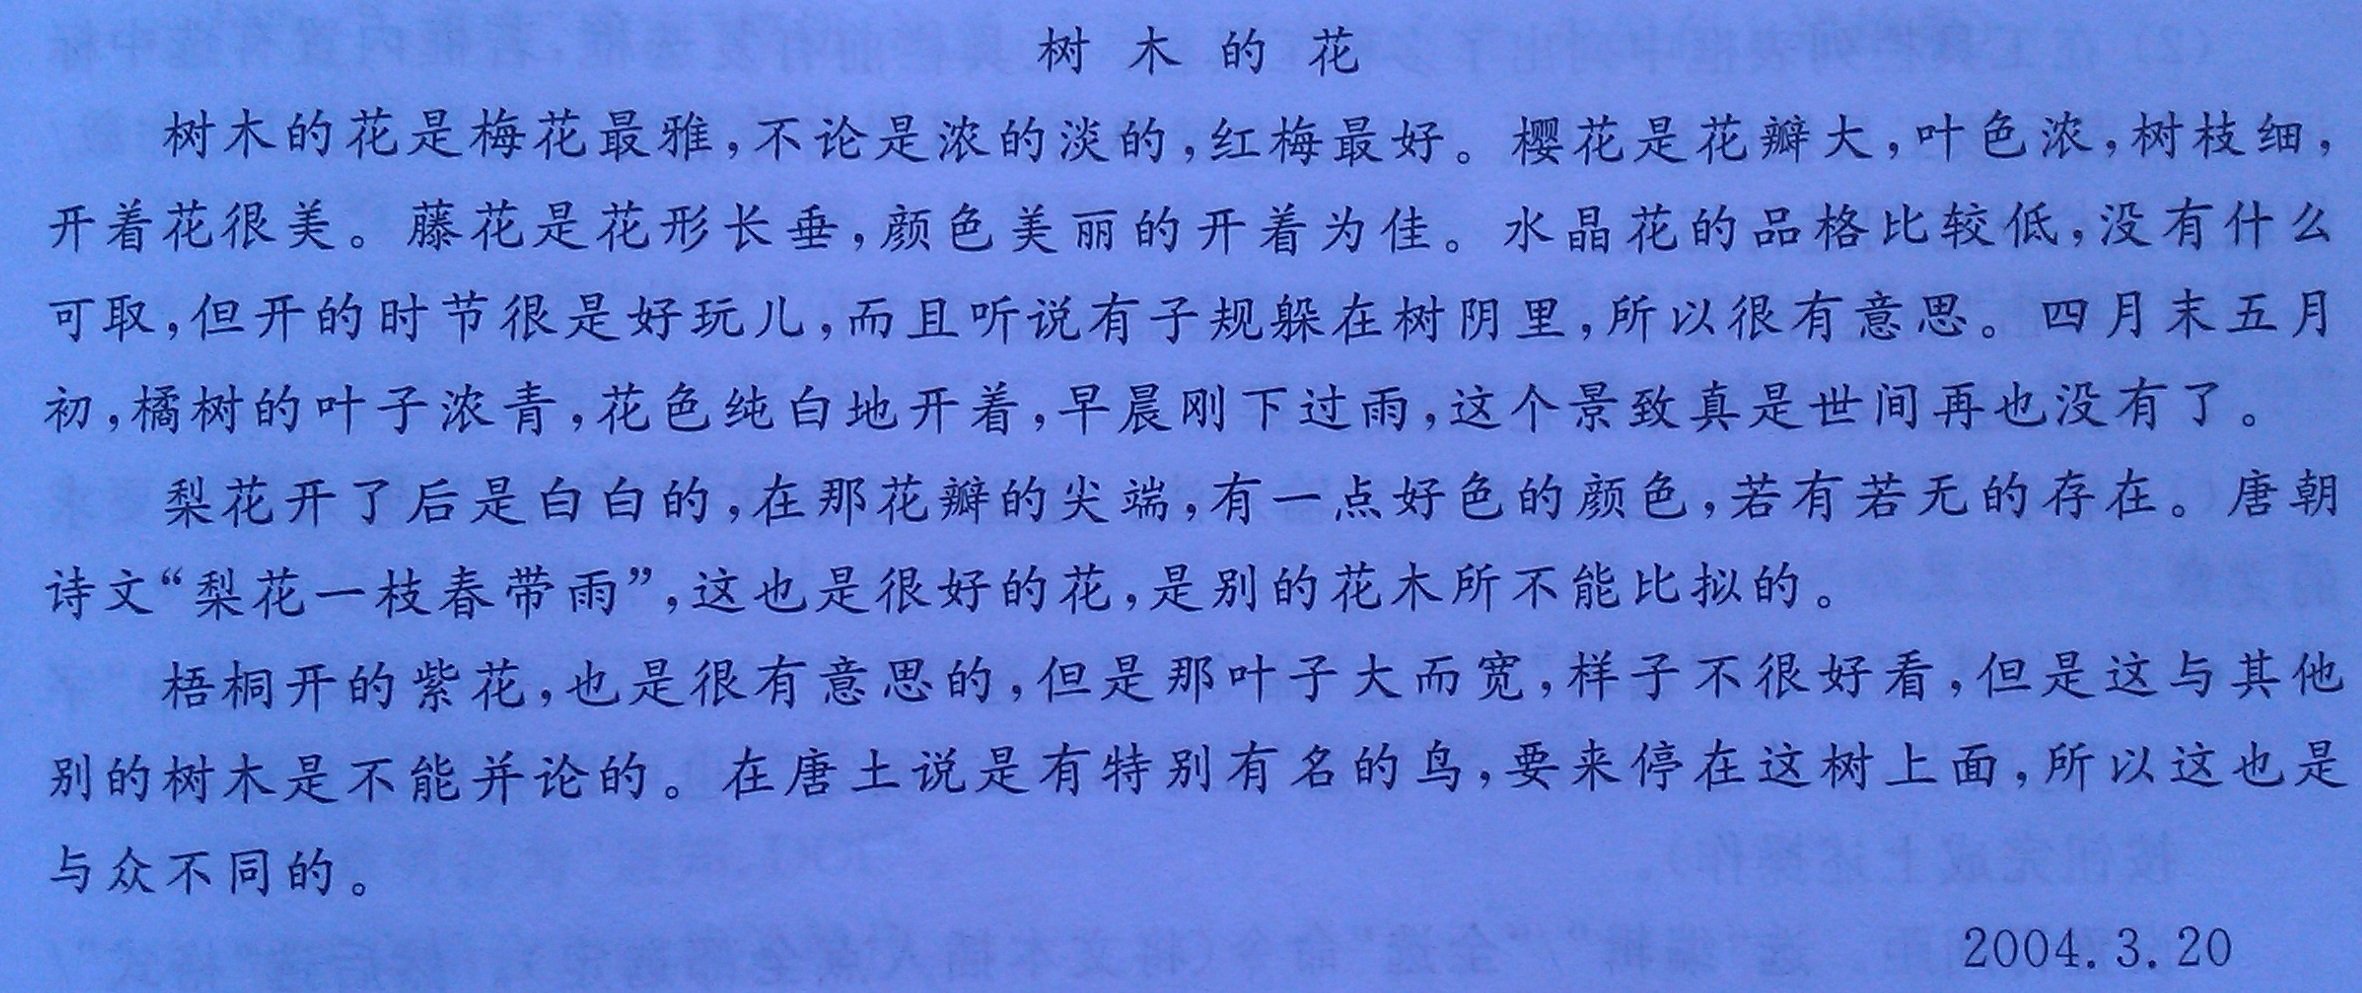 树木的花
树木的花是梅花最雅,不论是浓的淡的,红梅最好。樱花是花瓣大,叶色浓,树枝细,
开着花很美。藤花是花形长垂,颜色美丽的开着为佳。水晶花的品格比较低,没有什么
可取,但开的时节很是好玩儿,而且听说有子规躲在树阴里,所以很有意思。四月末五月
初,橘树的叶子浓青,花色纯白地开着,早晨刚下过雨,这个景致真是世间再也没有了。
梨花开了后是白白的,在那花瓣的尖端,有一点好色的颜色,若有若无的存在。唐朝
诗文“梨花一枝春带雨”,这也是很好的花,是别的花木所不能比拟的。
梧桐开的紫花,也是很有意思的,但是那叶子大而宽,样子不很好看,但是这与其他
别的树木是不能并论的。在唐土说是有特别有名的鸟,要来停在这树上面,所以这也是
与众不同的。
2004.3.20